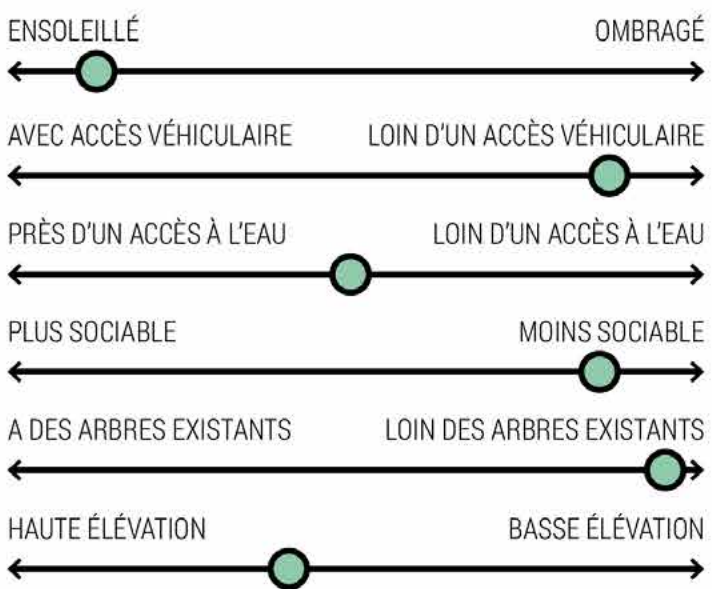 ENSOLEILLÉ OMBRAGÉ
AVEC ACCÈS VÉHICULAIRE LOIN D'UN ACCÈS VÉHICULAIRE
PRÈS D'UN ACCÈS À L'EAU LOIN D'UN ACCÈS À L'EAU
PLUS SOCIABLE MOINS SOCIABLE
A DES ARBRES EXISTANTS LOIN DES ARBRES EXISTANTS
HAUTE ÉLÉVATION BASSE ÉLÉVATION